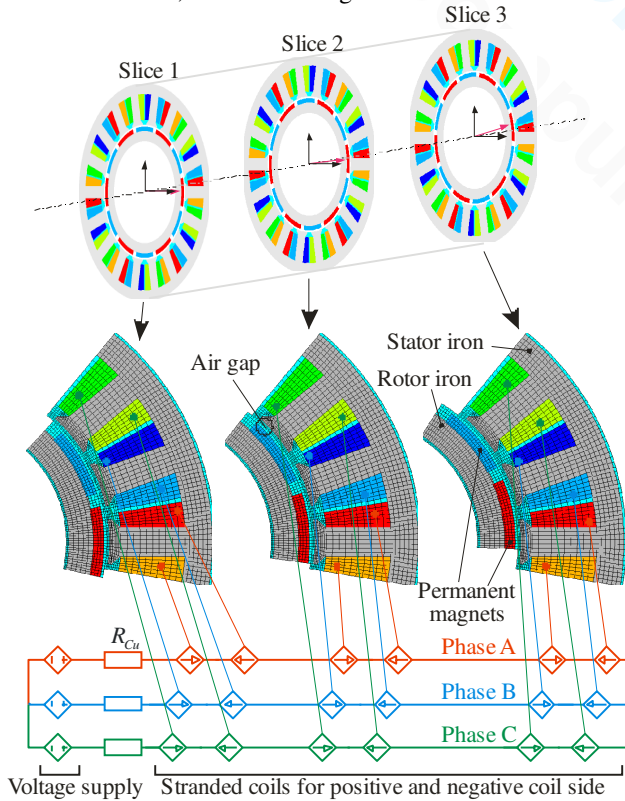 Slice 3
Slice 2
Slice 1
Stator iron
Air gap
Rotor iron
Permanent
magnets
R_Cu
Phase A
Phase B
Phase C
Voltage supply
Stranded coils for positive and negative coil side